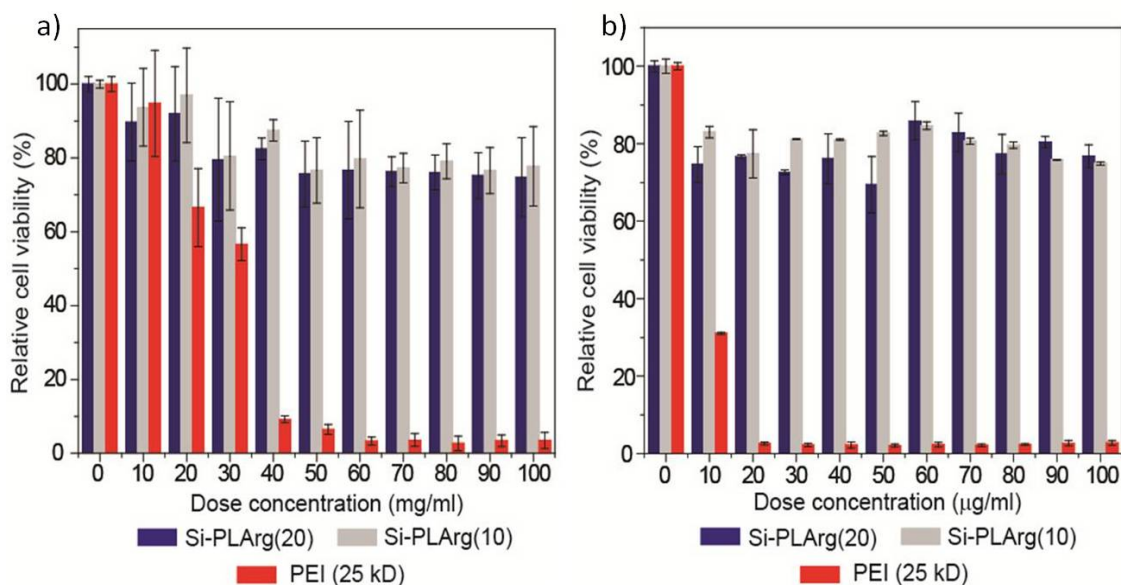 a)
Relative cell viability (%)
100
80
60
40
20
0
0 10 20 30 40 50 60 70 80 90 100
Dose concentration (mg/ml)
Si-PLArg(20) Si-PLArg(10)
PEI (25 kD)
b)
Relative cell viability (%)
100
80
60
40
20
0
0 10 20 30 40 50 60 70 80 90 100
Dose concentration (µg/ml)
Si-PLArg(20) Si-PLArg(10)
PEI (25 kD)